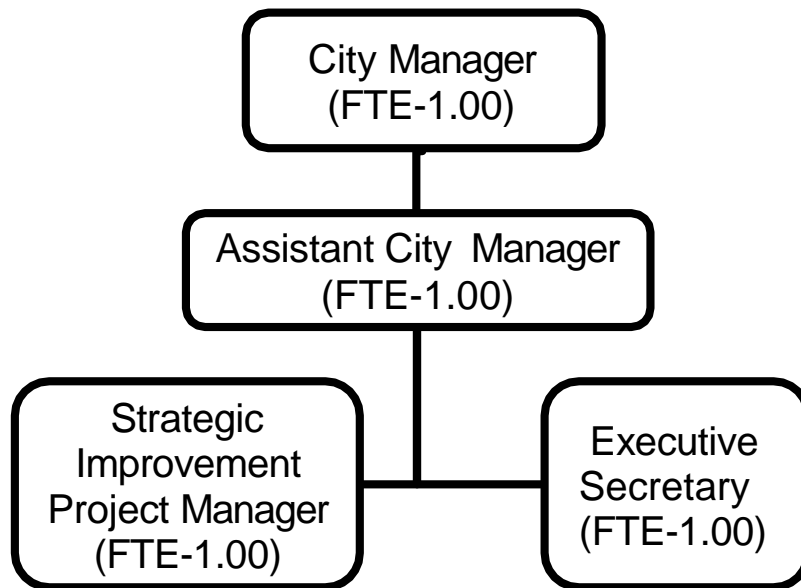 City Manager
(FTE-1.00)
Assistant City Manager
(FTE-1.00)
Strategic
Improvement
Project Manager
(FTE-1.00)
Executive
Secretary
(FTE-1.00)